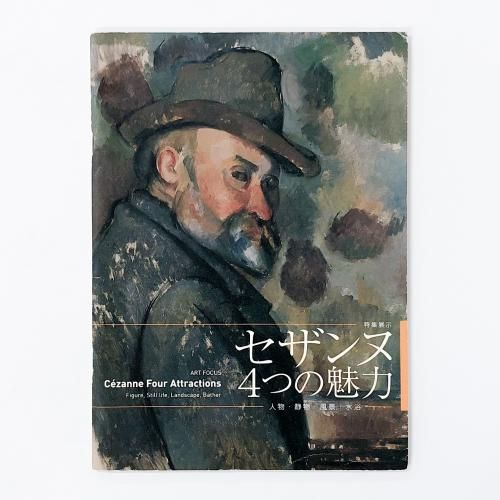 特集展示
セザンヌ
4つの魅力
人物・静物・風景・水浴
ART FOCUS
Cézanne Four Attractions
Figure, Still life, Landscape, Bather